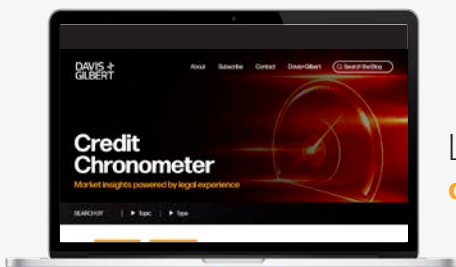 DAVIS +
GILBERT
About Subscribe Contact Davis+Gilbert Search the Blog
Credit
Chronometer
Market insights powered by legal experience
SEARCH BY Topic Type
L